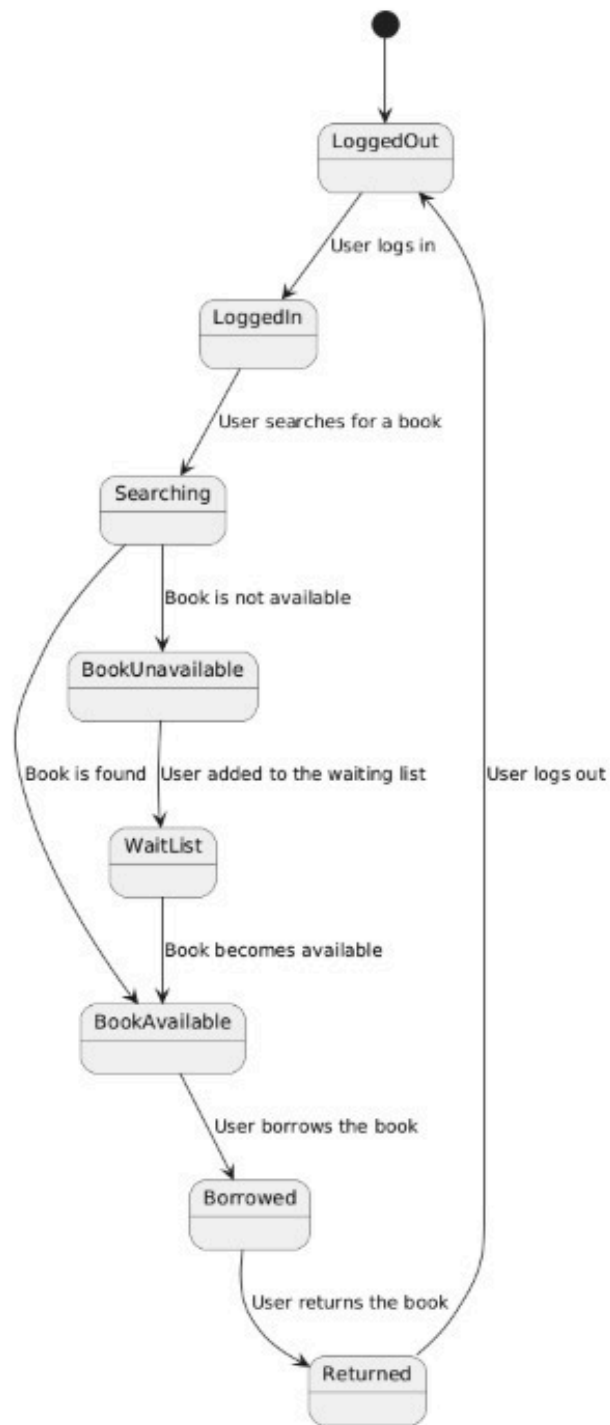 LoggedOut
User logs in
LoggedIn
User searches for a book
Searching
Book is not available
BookUnavailable
Book is found
User added to the waiting list
User logs out
WaitList
Book becomes available
BookAvailable
User borrows the book
Borrowed
User returns the book
Returned